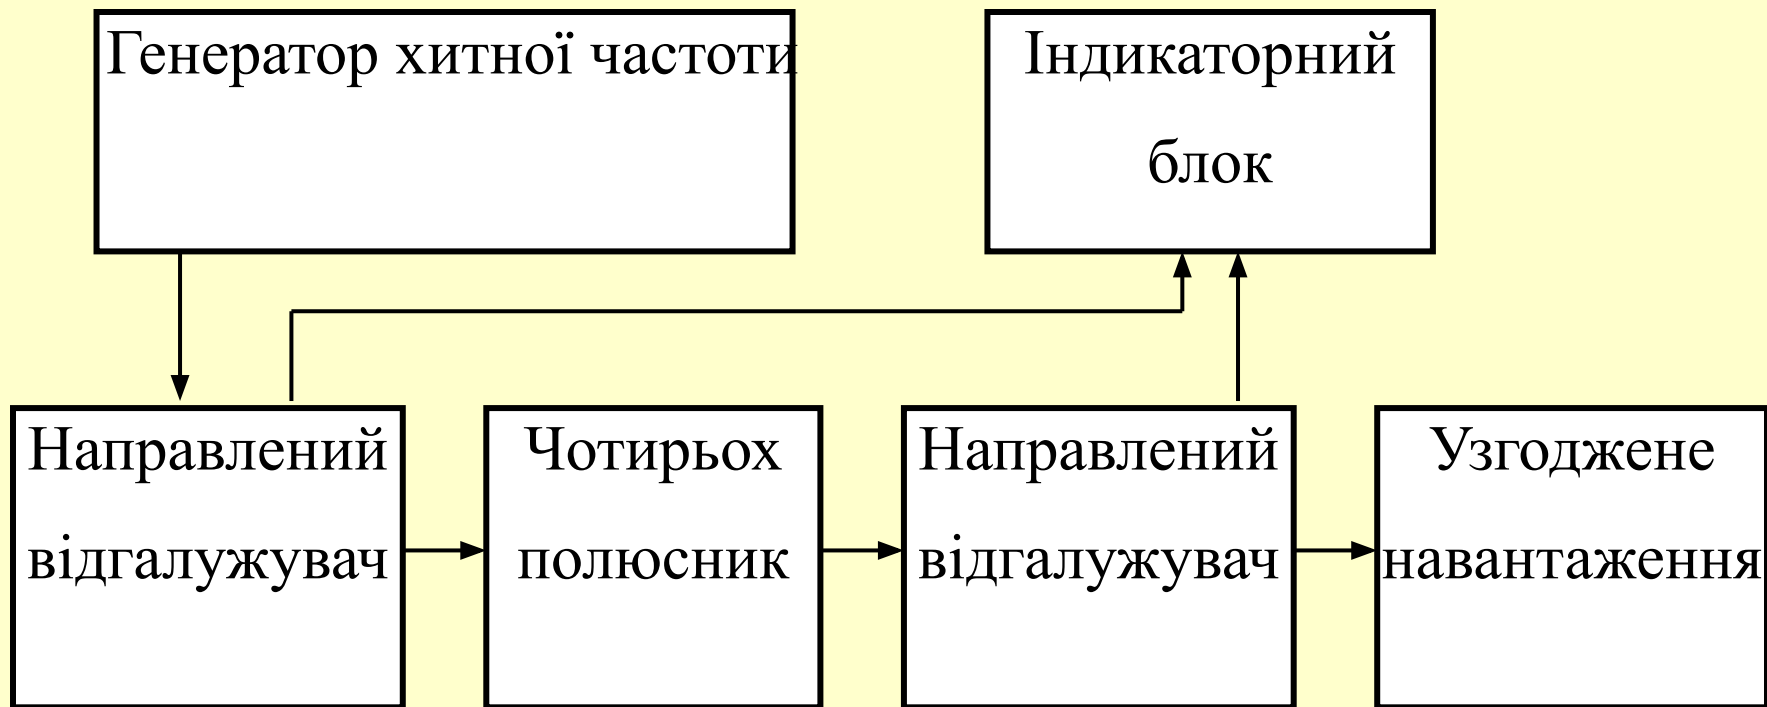 Генератор хитної частоти
Індикаторний
блок
Направлений
відгалужувач
Чотирьох
полюсник
Направлений
відгалужувач
Узгоджене
навантаження